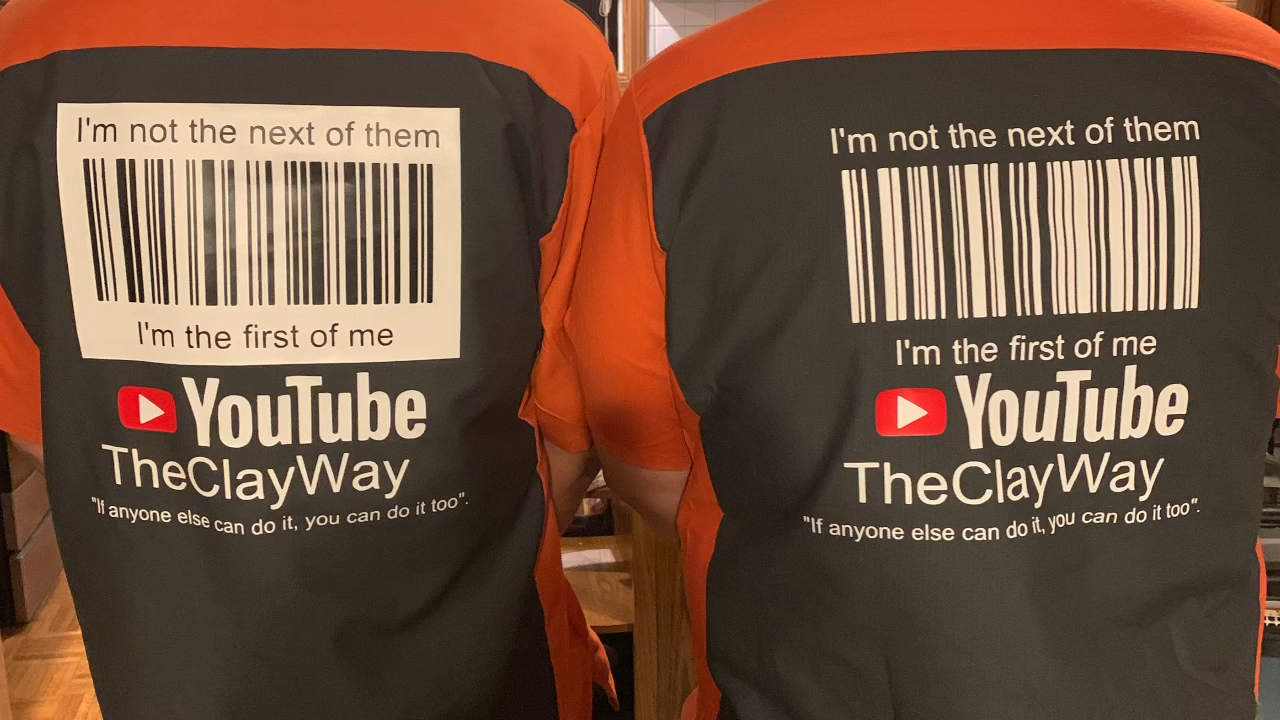 I'm not the next of them
I'm the first of me
YouTube
TheClayWay
"If anyone else can do it, you can do it too".
I'm not the next of them
I'm the first of me
YouTube
TheClayWay
"If anyone else can do it, you can do it too".